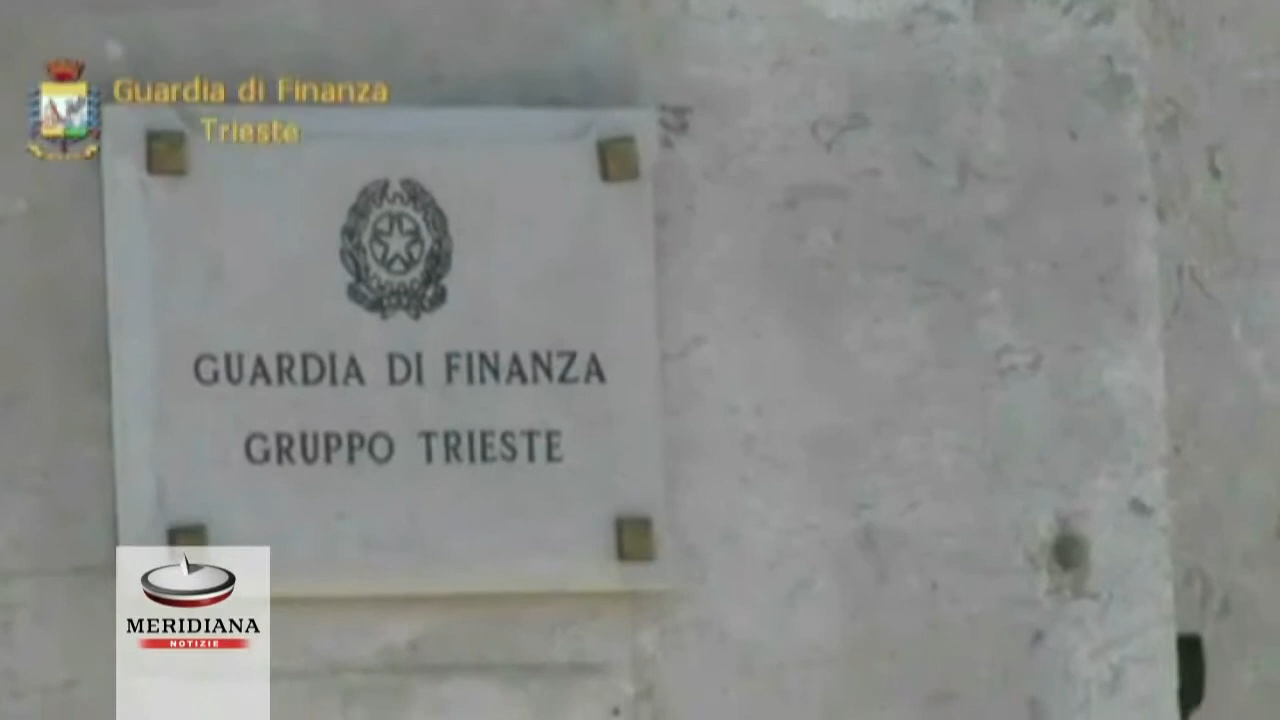 Guardia di Finanza
Trieste
GUARDIA DI FINANZA
GRUPPO TRIESTE
MERIDIANA
NOTIZIE